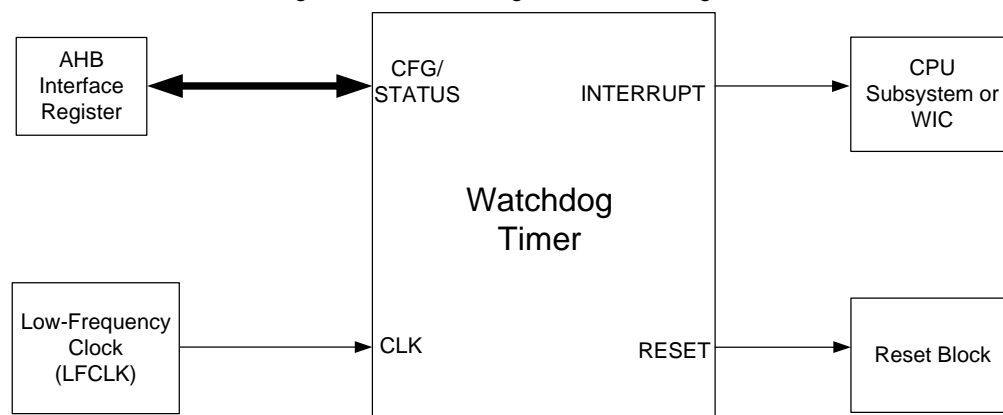 AHB
Interface
Register
CFG/
STATUS
INTERRUPT
CPU
Subsystem or
WIC
Watchdog
Timer
Low-Frequency
Clock
(LFCLK)
CLK
RESET
Reset Block